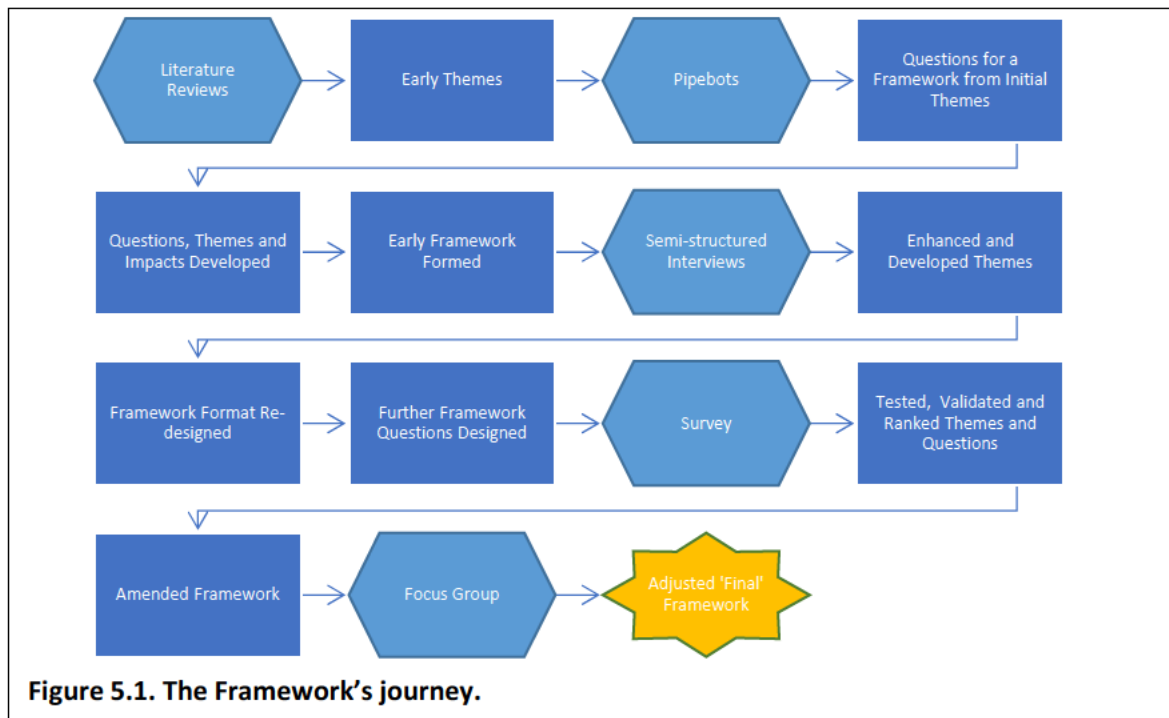 Literature
Reviews
Early Themes
Pipebots
Questions for a
Framework from Initial
Themes
Questions, Themes and
Impacts Developed
Early Framework
Formed
Semi-structured
Interviews
Enhanced and
Developed Themes
Framework Format Re-
designed
Further Framework
Questions Designed
Survey
Tested, Validated and
Ranked Themes and
Questions
Amended Framework
Focus Group
Adjusted 'Final'
Framework
Figure 5.1. The Framework’s journey.